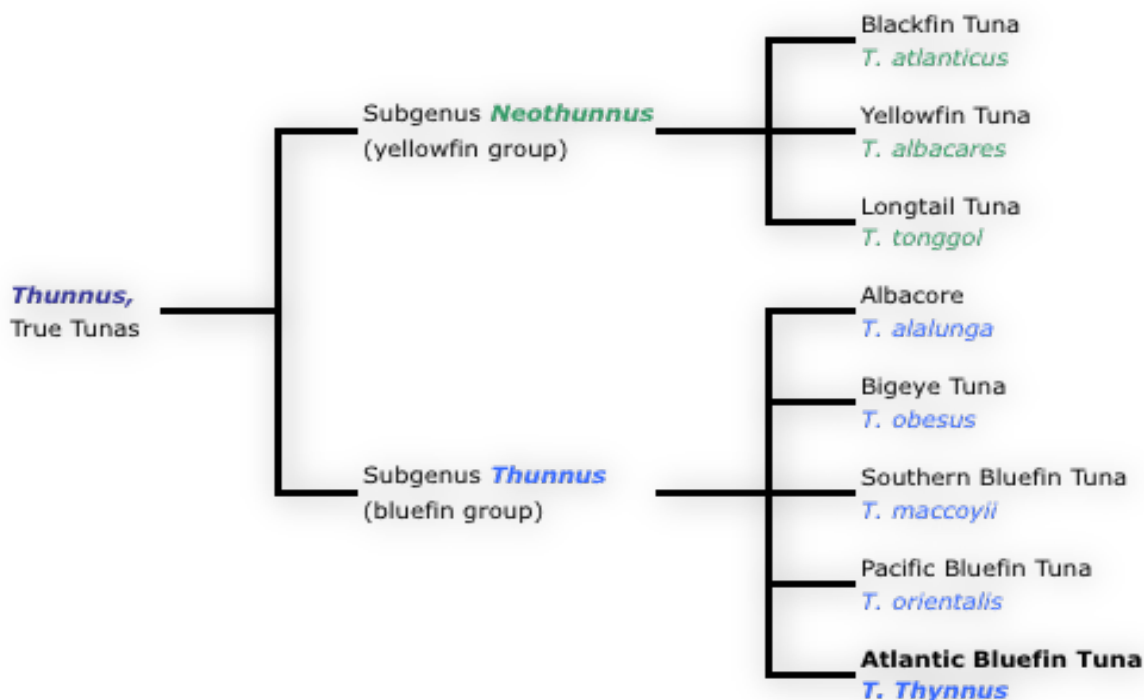 Thunnus,
True Tunas
Subgenus Neothunnus
(yellowfin group)
Blackfin Tuna
T. atlanticus
Yellowfin Tuna
T. albacares
Longtail Tuna
T. tonggol
Subgenus Thunnus
(bluefin group)
Albacore
T. alalunga
Bigeye Tuna
T. obesus
Southern Bluefin Tuna
T. maccoyii
Pacific Bluefin Tuna
T. orientalis
Atlantic Bluefin Tuna
T. Thynnus